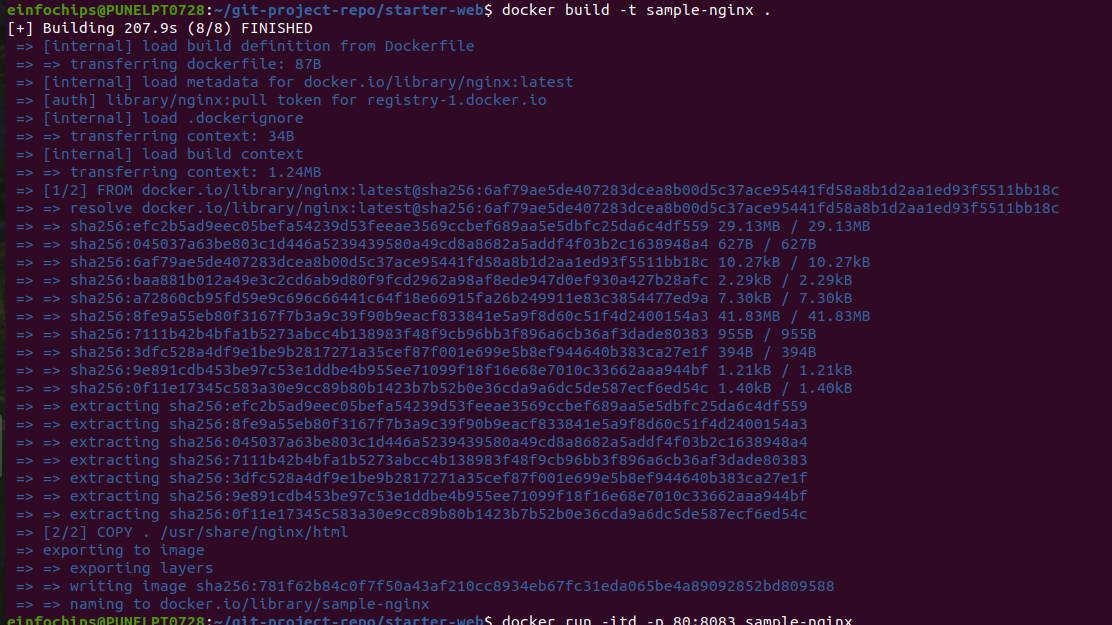 einfochips@PUNELPT0728:~/git-project-repo/starter-web$ docker build -t sample-nginx .
[+] Building 207.9s (8/8) FINISHED
=> [internal] load build definition from Dockerfile
=> => transferring dockerfile: 87B
=> [internal] load metadata for docker.io/library/nginx:latest
=> [auth] library/nginx:pull token for registry-1.docker.io
=> [internal] load .dockerignore
=> => transferring context: 34B
=> [internal] load build context
=> => transferring context: 1.24MB
=> [1/2] FROM docker.io/library/nginx:latest@sha256:6af79ae5de407283dcea8b00d5c37ace95441fd58a8b1d2aa1ed93f5511bb18c
=> => resolve docker.io/library/nginx:latest@sha256:6af79ae5de407283dcea8b00d5c37ace95441fd58a8b1d2aa1ed93f5511bb18c
=> => sha256:efc2b5ad9eec05befa54239d53feeae3569ccbef689aa5e5dbfc25da6c4df559 29.13MB / 29.13MB
=> => sha256:045037a63be803c1d446a5239439580a49cd8a8682a5addf4f03b2c1638948a4 627B / 627B
=> => sha256:6af79ae5de407283dcea8b00d5c37ace95441fd58a8b1d2aa1ed93f5511bb18c 10.27kB / 10.27kB
=> => sha256:baa881b012a49e3c2cd6ab9d80f9fcd2962a98af8ede947d0ef930a427b28afc 2.29kB / 2.29kB
=> => sha256:a72860cb95fd59e9c696c66441c64f18e66915fa26b249911e83c3854477ed9a 7.30kB / 7.30kB
=> => sha256:8fe9a55eb80f3167f7b3a9c39f90b9eacf833841e5a9f8d60c51f4d2400154a3 41.83MB / 41.83MB
=> => sha256:7111b42b4bfa1b5273abcc4b138983f48f9cb96bb3f896a6cb36af3dade80383 955B / 955B
=> => sha256:3dfc528a4df9e1be9b2817271a35cef87f001e699e5b8ef944640b383ca27e1f 394B / 394B
=> => sha256:9e891cdb453be97c53e1ddbe4b955ee71099f18f16e68e7010c33662aaa944bf 1.21kB / 1.21kB
=> => sha256:0f11e17345c583a30e9cc89b80b1423b7b52b0e36cda9a6dc5de587ecf6ed54c 1.40kB / 1.40kB
=> => extracting sha256:efc2b5ad9eec05befa54239d53feeae3569ccbef689aa5e5dbfc25da6c4df559
=> => extracting sha256:8fe9a55eb80f3167f7b3a9c39f90b9eacf833841e5a9f8d60c51f4d2400154a3
=> => extracting sha256:045037a63be803c1d446a5239439580a49cd8a8682a5addf4f03b2c1638948a4
=> => extracting sha256:7111b42b4bfa1b5273abcc4b138983f48f9cb96bb3f896a6cb36af3dade80383
=> => extracting sha256:3dfc528a4df9e1be9b2817271a35cef87f001e699e5b8ef944640b383ca27e1f
=> => extracting sha256:9e891cdb453be97c53e1ddbe4b955ee71099f18f16e68e7010c33662aaa944bf
=> => extracting sha256:0f11e17345c583a30e9cc89b80b1423b7b52b0e36cda9a6dc5de587ecf6ed54c
=> [2/2] COPY . /usr/share/nginx/html
=> exporting to image
=> => exporting layers
=> => writing image sha256:781f62b84c0f7f50a43af210cc8934eb67fc31eda065be4a89092852bd809588
=> => naming to docker.io/library/sample-nginx
einfochips@PUNELPT0728:~/git-project-repo/starter-web$ docker run -itd -p 80:8083 sample-nginx